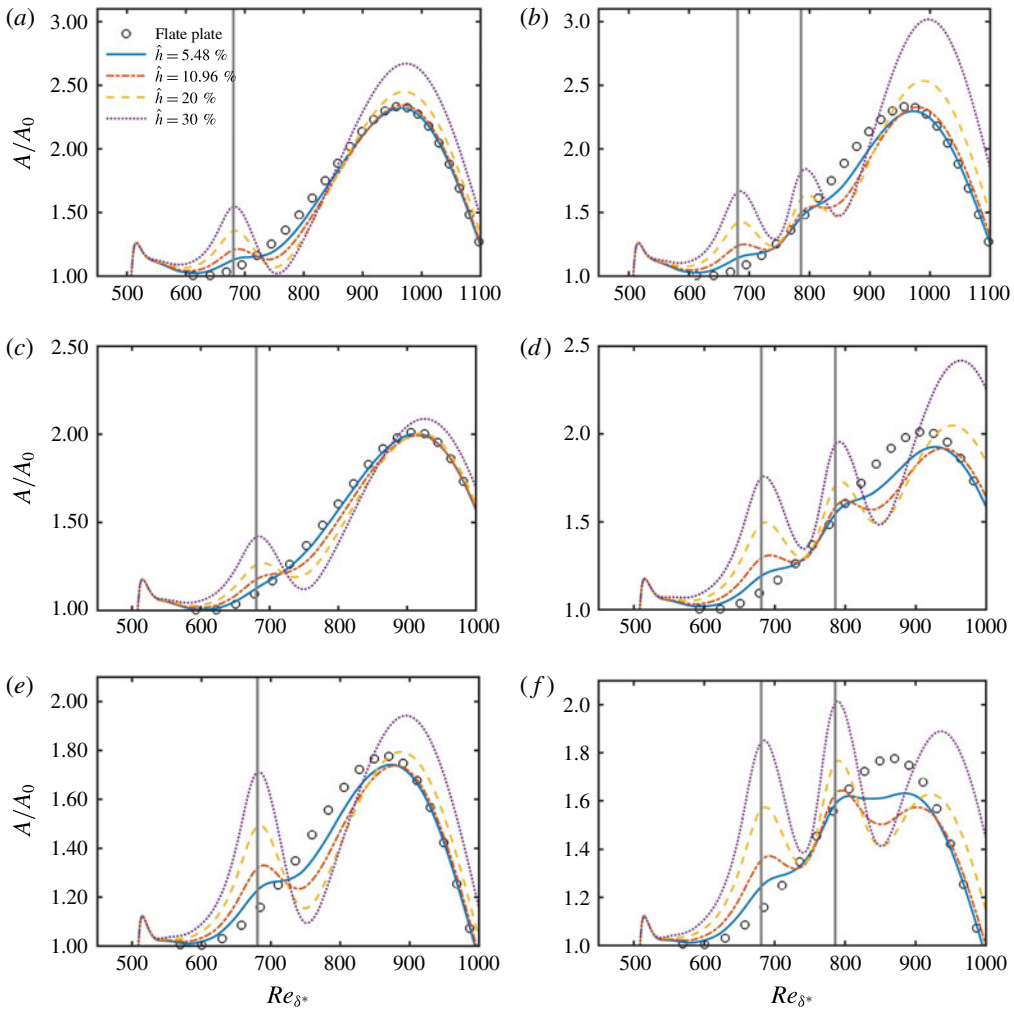 (a)
3.00
2.50
2.00
1.50
1.00
A/A0
500 600 700 800 900 1000 1100
Flate plate
ĥ = 5.48 %
ĥ = 10.96 %
ĥ = 20 %
ĥ = 30 %
(b)
3.0
2.5
2.0
1.5
1.0
500 600 700 800 900 1000 1100
(c)
2.50
2.00
1.50
1.00
A/A0
500 600 700 800 900 1000
(d)
2.5
2.0
1.5
1.0
500 600 700 800 900 1000
(e)
2.00
1.80
1.60
1.40
1.20
1.00
A/A0
500 600 700 800 900 1000
Reδ*
(f)
2.0
1.8
1.6
1.4
1.2
1.0
500 600 700 800 900 1000
Reδ*